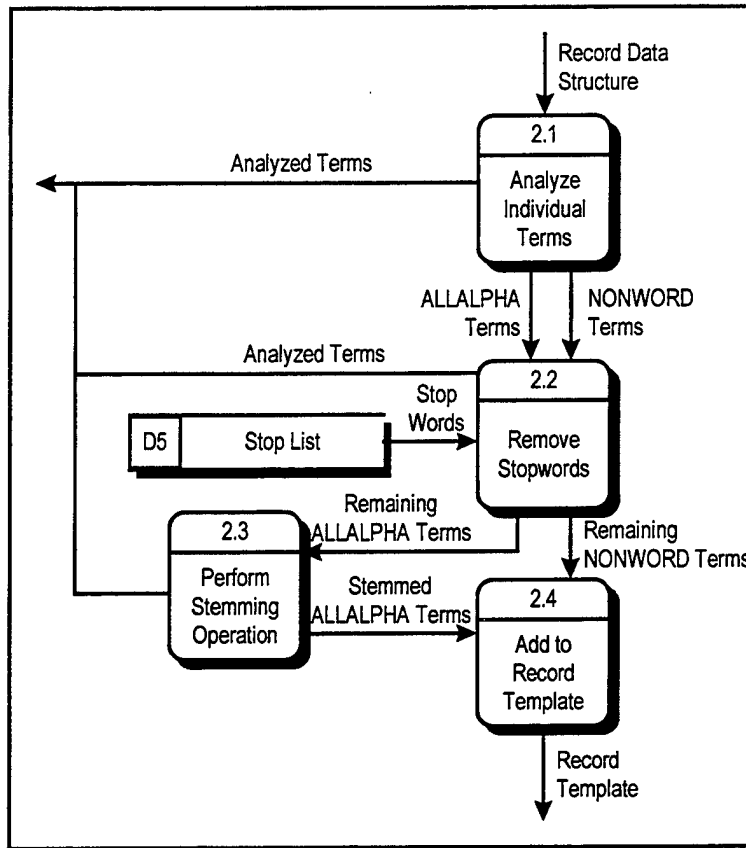 Record Data
Structure
2.1
Analyze
Individual
Terms
Analyzed Terms
ALLALPHA
Terms
NONWORD
Terms
Analyzed Terms
2.2
Remove
Stopwords
Stop
Words
D5
Stop List
Remaining
ALLALPHA Terms
Remaining
NONWORD Terms
2.3
Perform
Stemming
Operation
Stemmed
ALLALPHA Terms
2.4
Add to
Record
Template
Record
Template